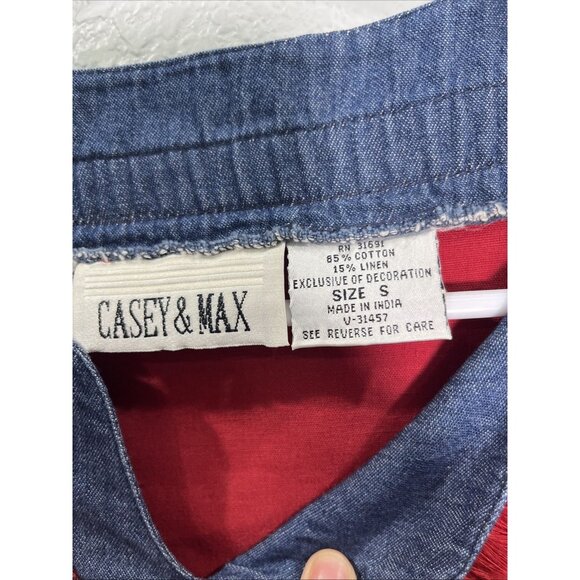 CASEY & MAX
RN 31691
85% COTTON
15% LINEN
EXCLUSIVE OF DECORATION
SIZE S
MADE IN INDIA
V-31457
SEE REVERSE FOR CARE